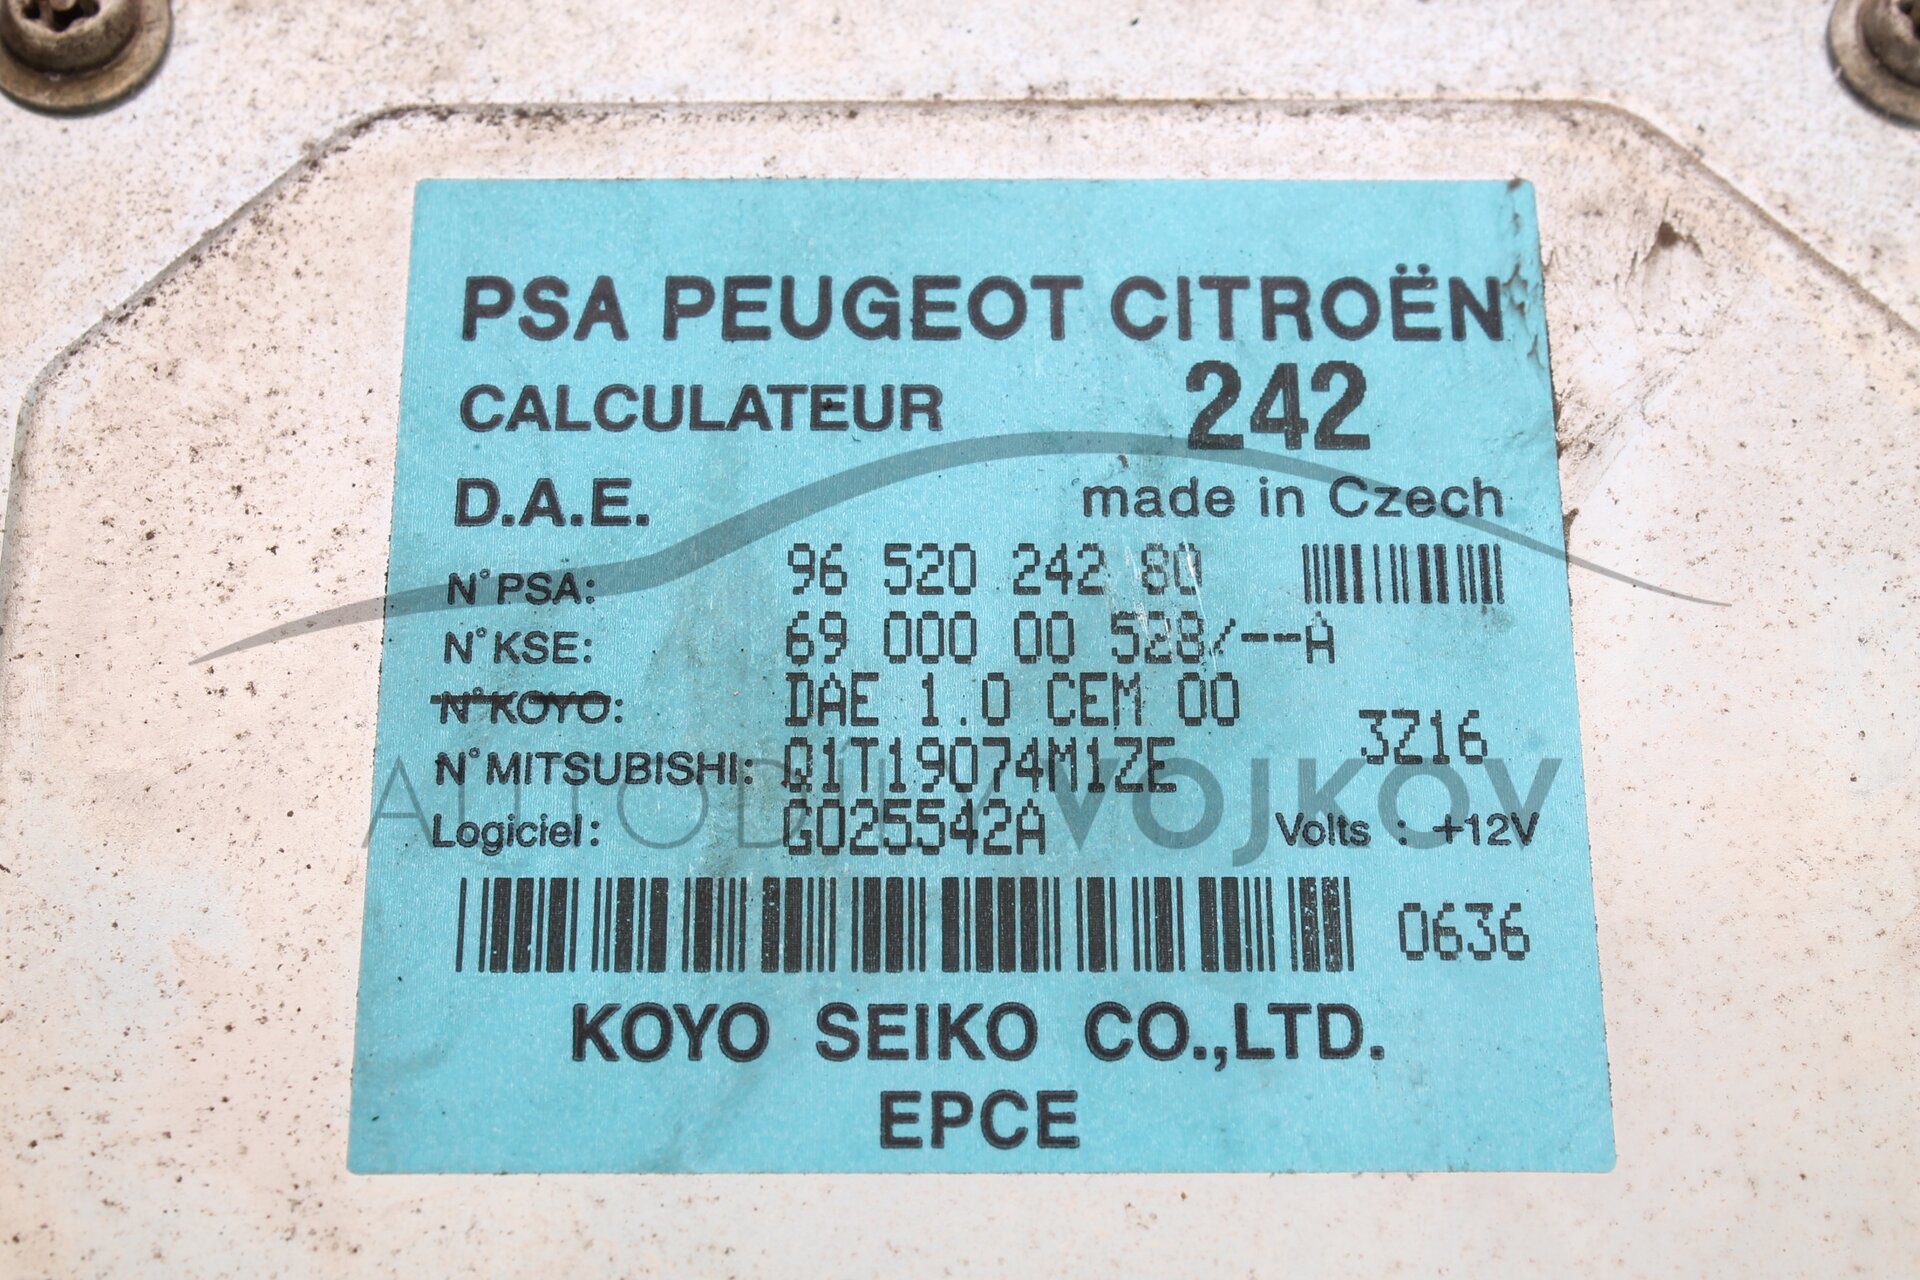 PSA PEUGEOT CITROËN
CALCULATEUR 242
D.A.E. made in Czech
N° PSA: 96 520 242 80
N° KSE: 69 000 00 528/--A
N° KOYO: DAE 1.0 CEM 00
3Z16
N° MITSUBISHI: Q1T19074M1ZE
Logiciel: G025542A Volts : +12V
0636
KOYO SEIKO CO.,LTD.
EPCE
VOJKOV